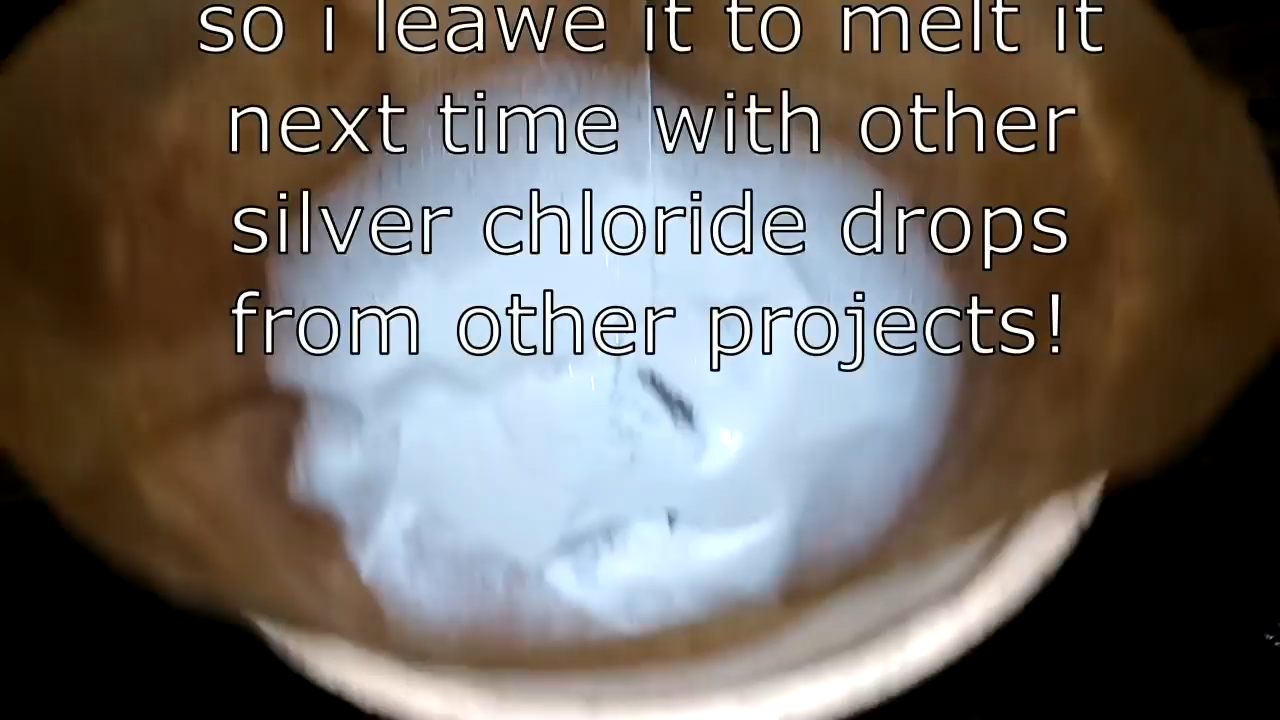 so i leawe it to melt it
next time with other
silver chloride drops
from other projects!